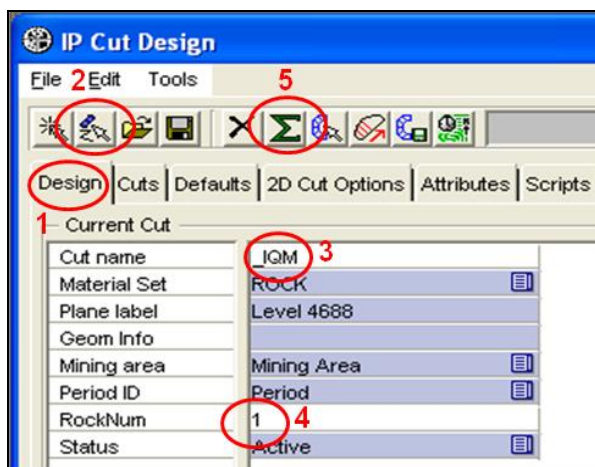 IP Cut Design
2 5
File Edit Tools
Design Cuts Defaults 2D Cut Options Attributes Scripts
1 Current Cut
Cut name _IQM 3
Material Set ROCK
Plane label Level 4688
Geom Info
Mining area Mining Area
Period ID Period
RockNum 1 4
Status Active